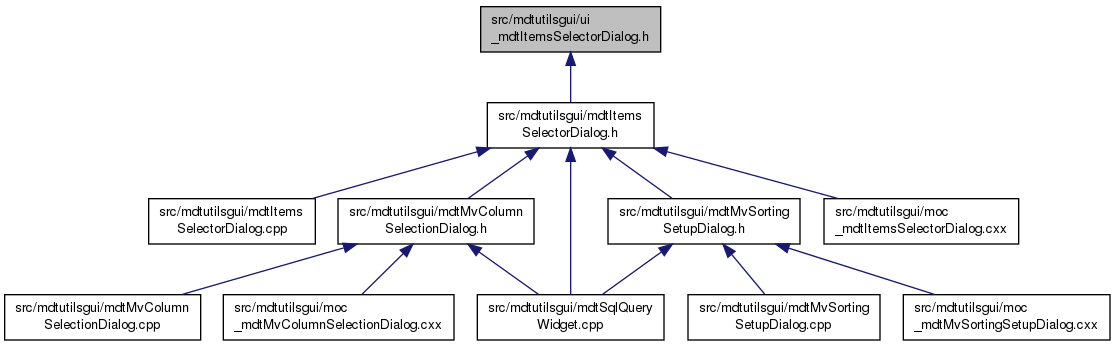 src/mdtutilsgui/ui
_mdtItemsSelectorDialog.h
src/mdtutilsgui/mdtItems
SelectorDialog.h
src/mdtutilsgui/mdtItems
SelectorDialog.cpp
src/mdtutilsgui/mdtMvColumn
SelectionDialog.h
src/mdtutilsgui/mdtMvSorting
SetupDialog.h
src/mdtutilsgui/moc
_mdtItemsSelectorDialog.cxx
src/mdtutilsgui/mdtMvColumn
SelectionDialog.cpp
src/mdtutilsgui/moc
_mdtMvColumnSelectionDialog.cxx
src/mdtutilsgui/mdtSqlQuery
Widget.cpp
src/mdtutilsgui/mdtMvSorting
SetupDialog.cpp
src/mdtutilsgui/moc
_mdtMvSortingSetupDialog.cxx